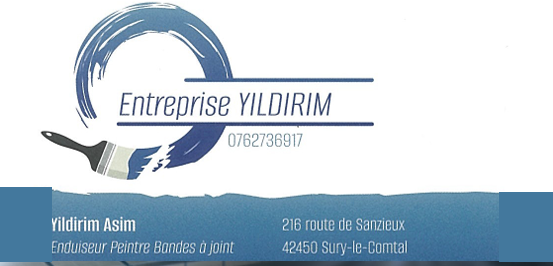 Entreprise YILDIRIM
0762736917
Yildirim Asim
Enduiseur Peintre Bandes à joint
216 route de Sanzieux
42450 Sury-le-Comtal